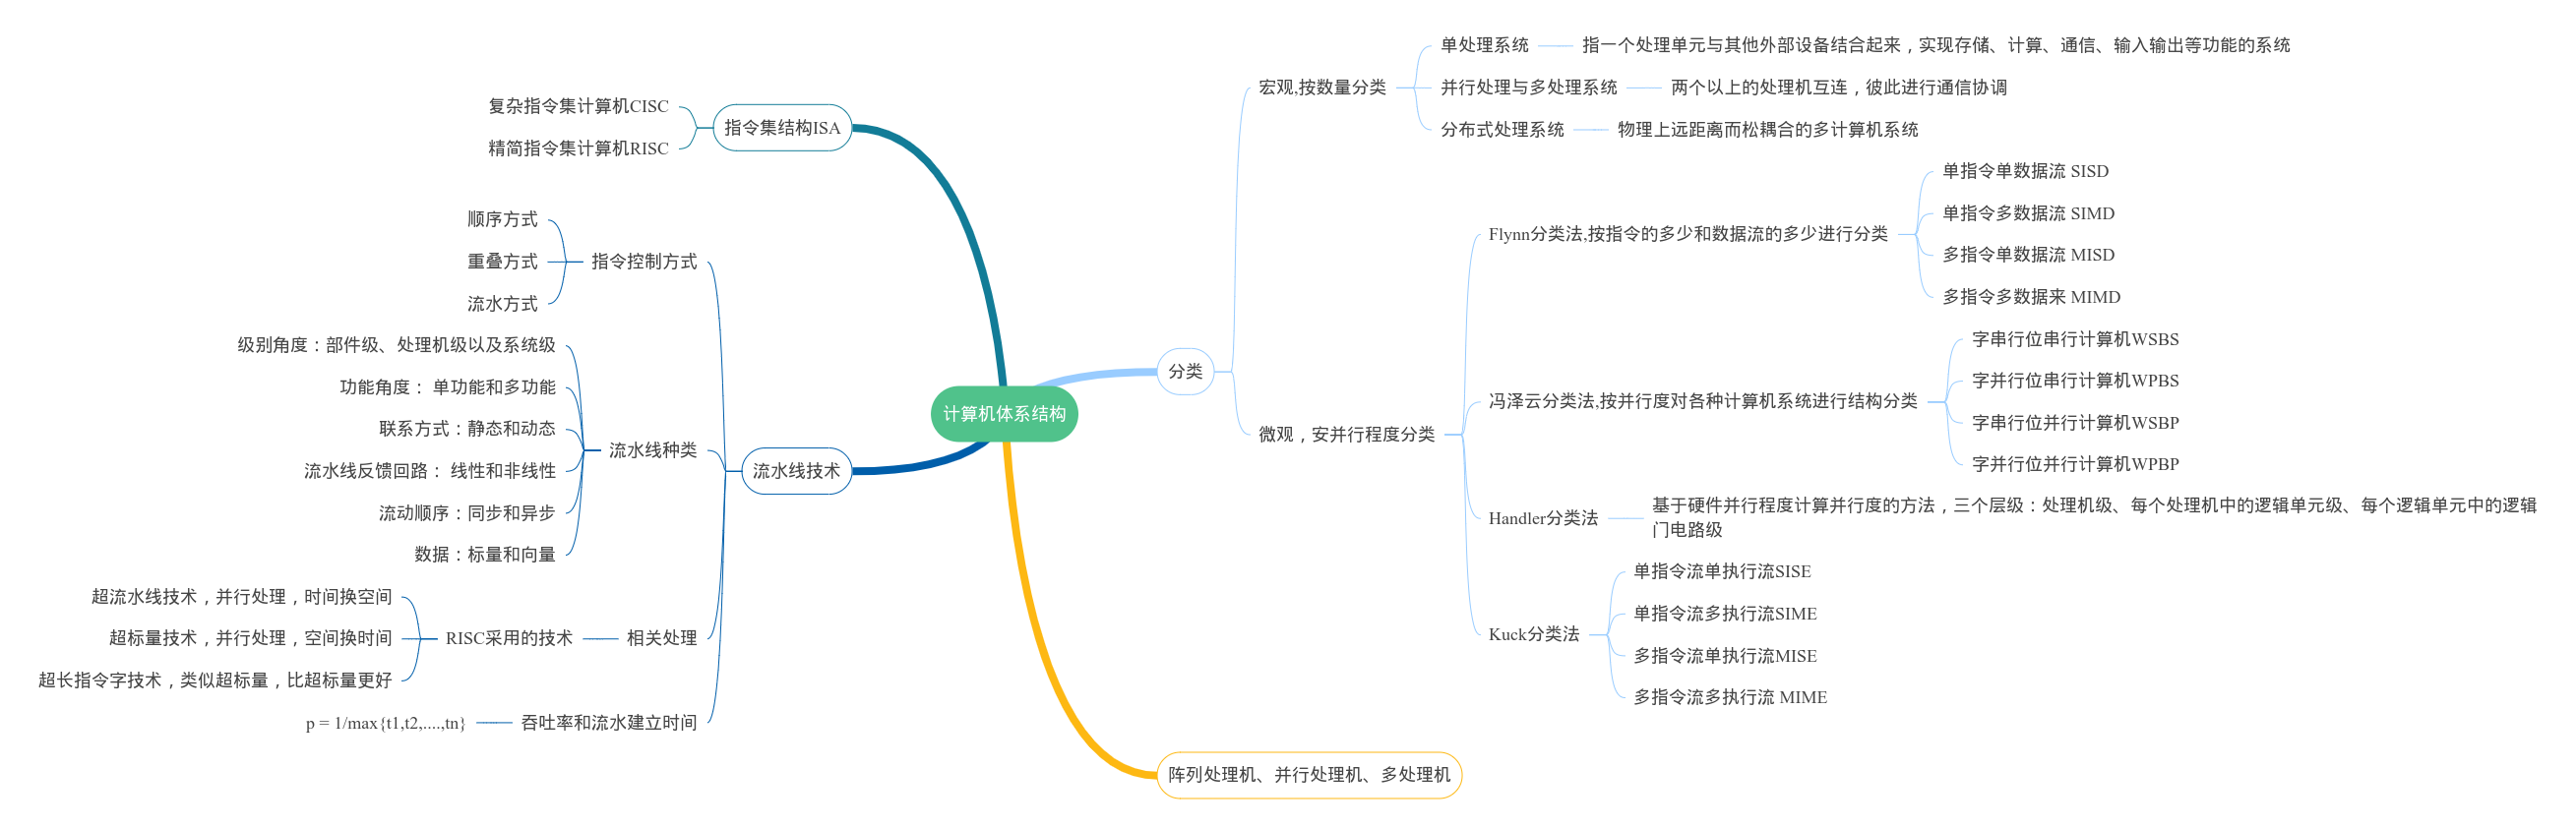 计算机体系结构
分类
宏观,按数量分类
单处理系统
指一个处理单元与其他外部设备结合起来，实现存储、计算、通信、输入输出等功能的系统
并行处理与多处理系统
两个以上的处理机互连，彼此进行通信协调
分布式处理系统
物理上远距离而松耦合的多计算机系统
微观，安并行程度分类
Flynn分类法,按指令的多少和数据流的多少进行分类
单指令单数据流 SISD
单指令多数据流 SIMD
多指令单数据流 MISD
多指令多数据来 MIMD
冯泽云分类法,按并行度对各种计算机系统进行结构分类
字串行位串行计算机WSBS
字并行位串行计算机WPBS
字串行位并行计算机WSBP
字并行位并行计算机WPBP
Handler分类法
基于硬件并行程度计算并行度的方法，三个层级：处理机级、每个处理机中的逻辑单元级、每个逻辑单元中的逻辑
门电路级
Kuck分类法
单指令流单执行流SISE
单指令流多执行流SIME
多指令流单执行流MISE
多指令流多执行流 MIME
阵列处理机、并行处理机、多处理机
指令集结构ISA
复杂指令集计算机CISC
精简指令集计算机RISC
流水线技术
指令控制方式
顺序方式
重叠方式
流水方式
流水线种类
级别角度：部件级、处理机级以及系统级
功能角度： 单功能和多功能
联系方式：静态和动态
流水线反馈回路： 线性和非线性
流动顺序：同步和异步
数据：标量和向量
相关处理
RISC采用的技术
超流水线技术，并行处理，时间换空间
超标量技术，并行处理，空间换时间
超长指令字技术，类似超标量，比超标量更好
吞吐率和流水建立时间
p = 1/max{t1,t2,....,tn}